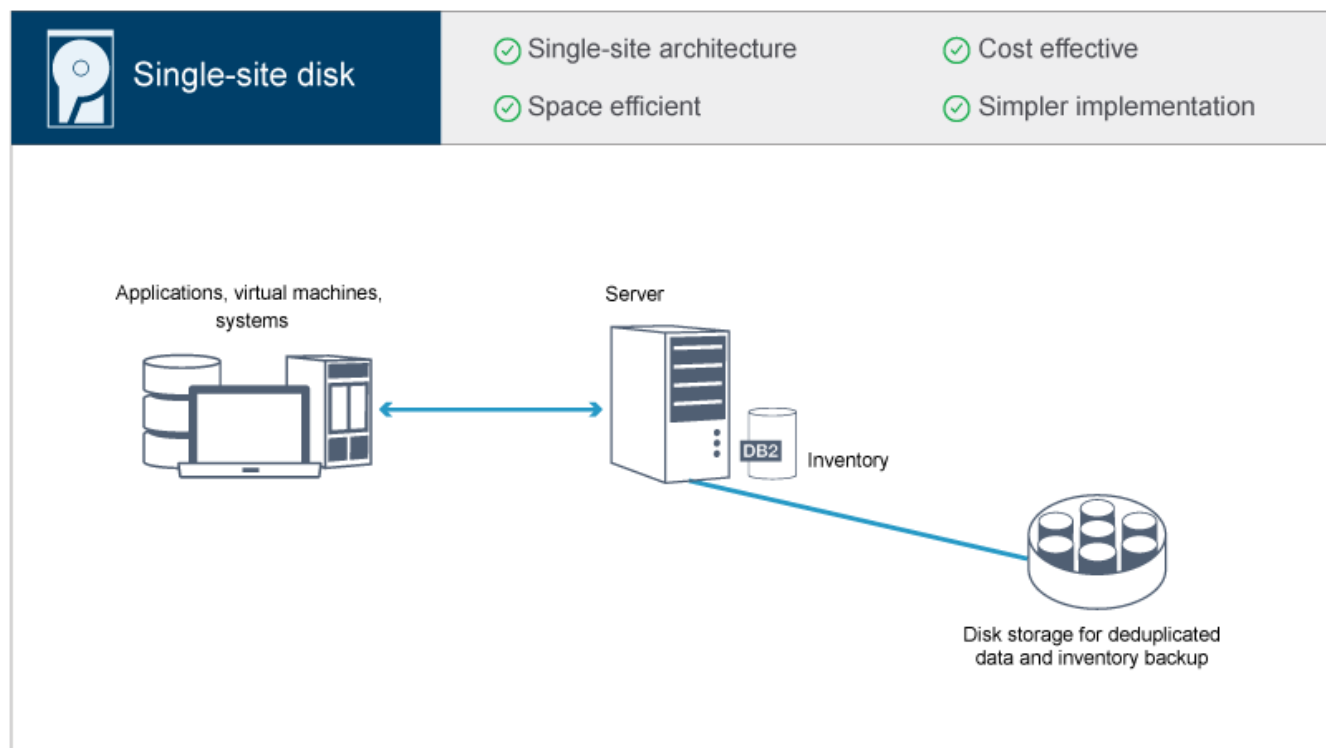 Single-site disk
Single-site architecture
Cost effective
Space efficient
Simpler implementation
Applications, virtual machines,
systems
Server
DB2
Inventory
Disk storage for deduplicated
data and inventory backup